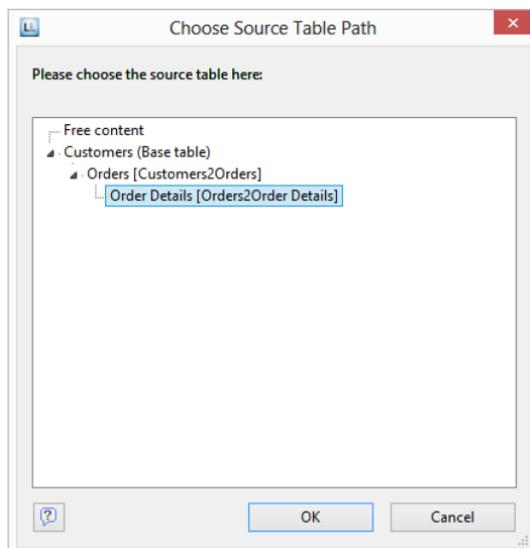 LL
Choose Source Table Path
Please choose the source table here:
Free content
Customers (Base table)
Orders [Customers2Orders]
Order Details [Orders2Order Details]
OK
Cancel